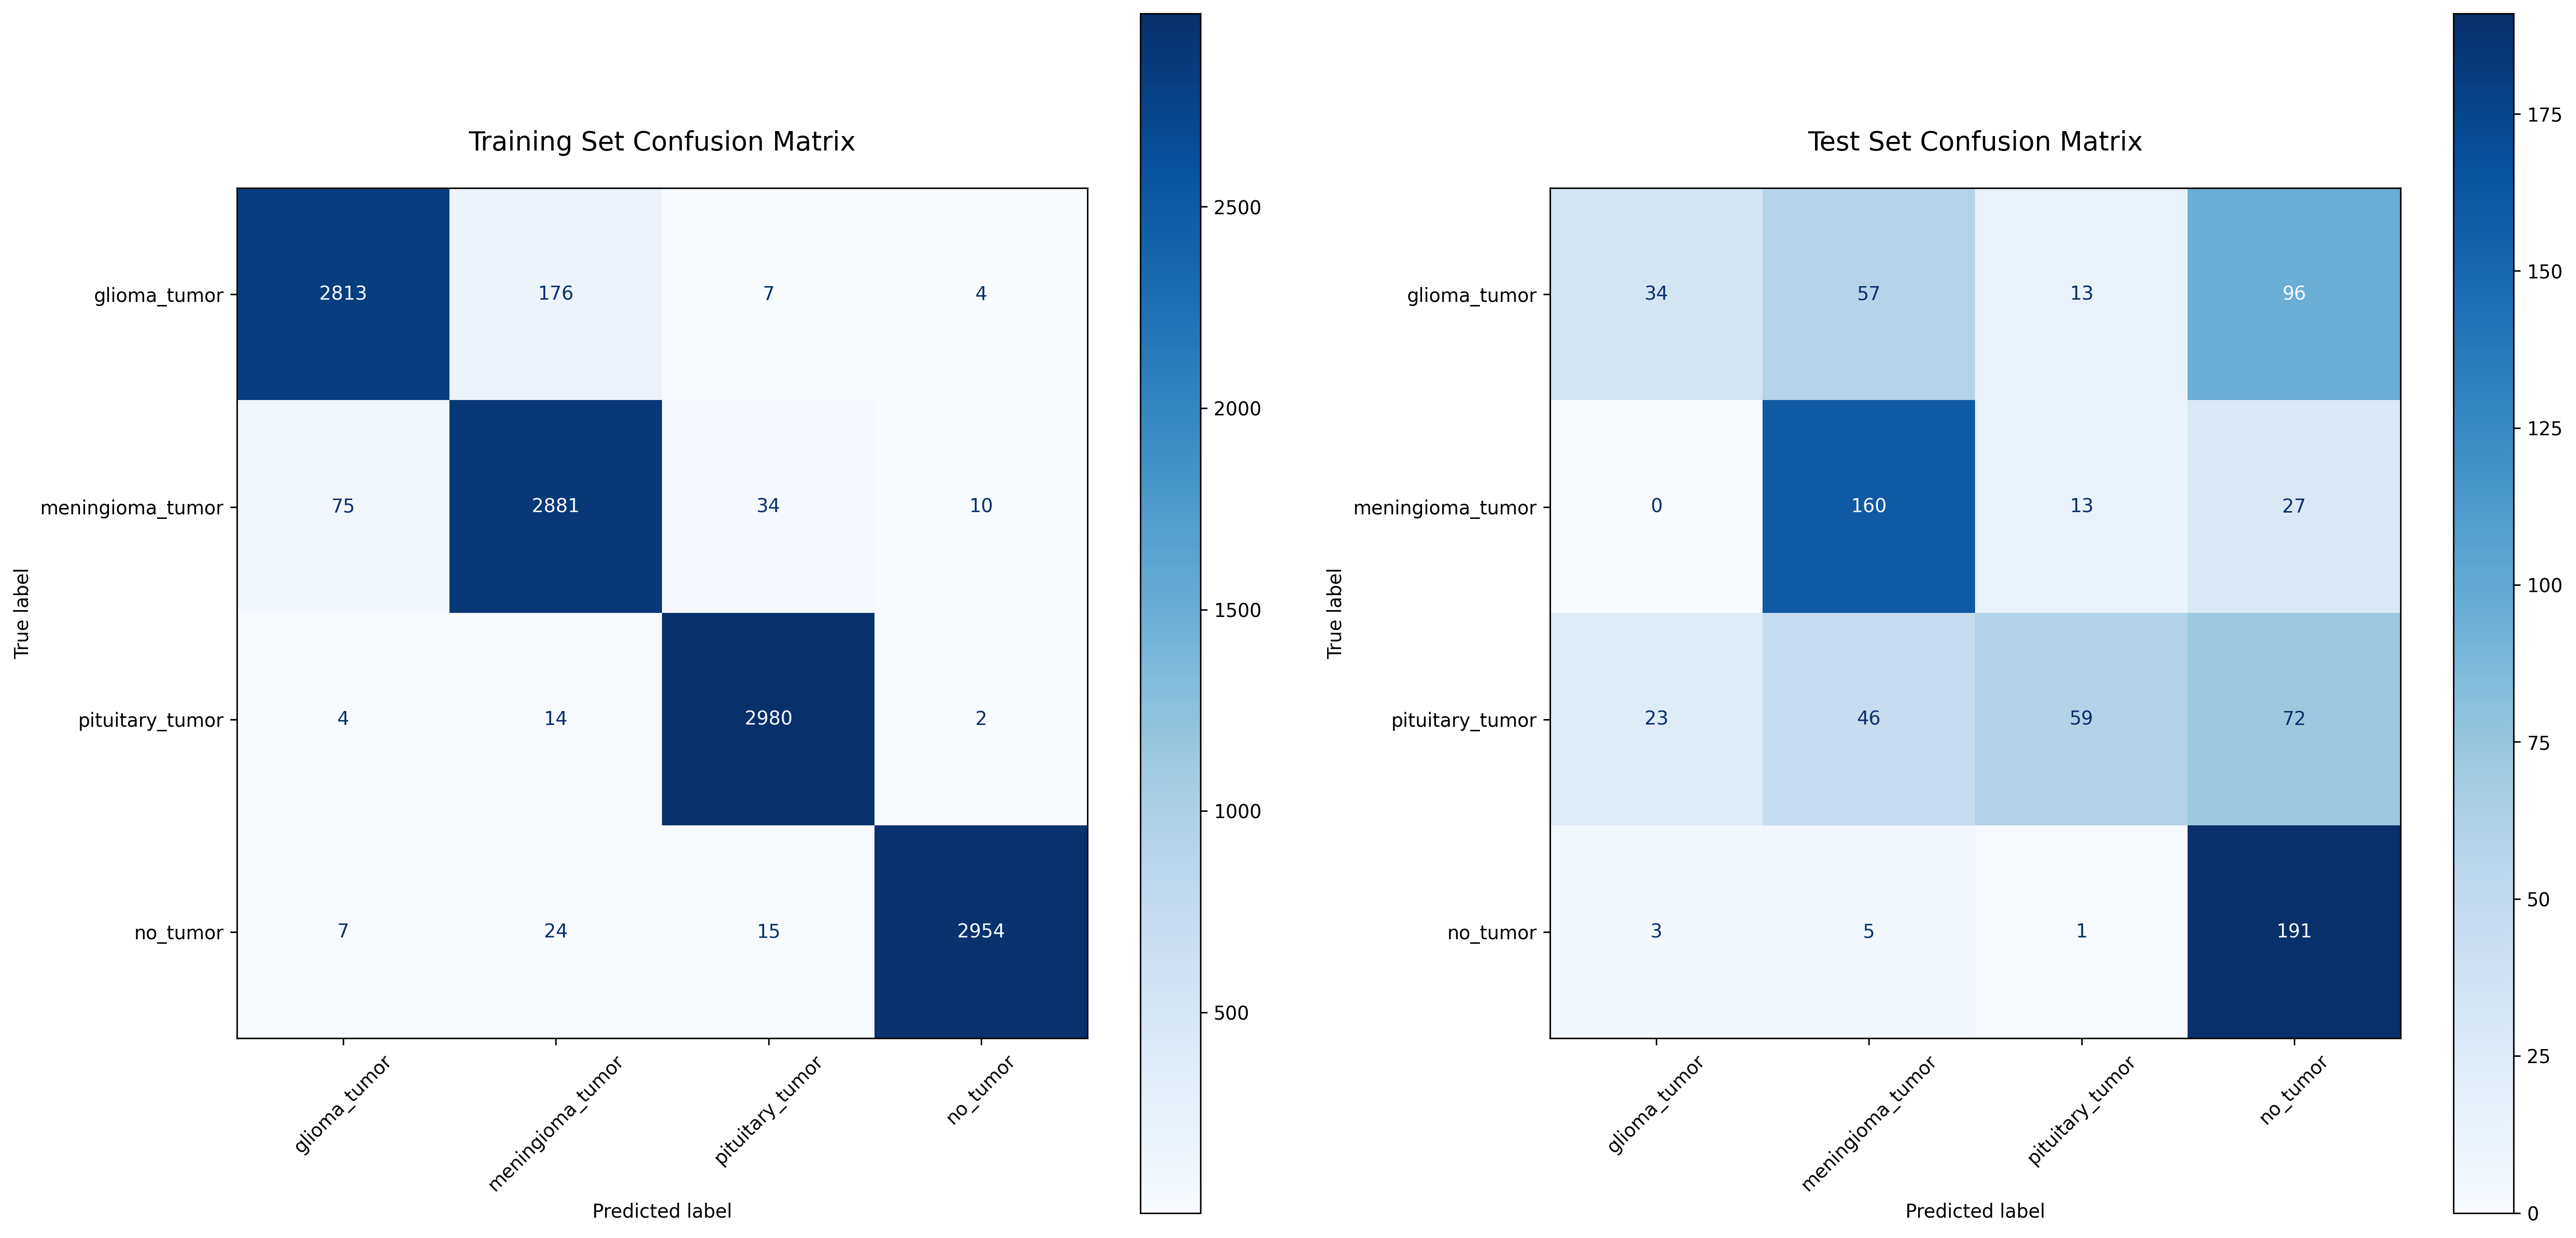 Training Set Confusion Matrix
True label
glioma_tumor
meningioma_tumor
pituitary_tumor
no_tumor
2813 176 7 4
75 2881 34 10
4 14 2980 2
7 24 15 2954
glioma_tumor
meningioma_tumor
pituitary_tumor
no_tumor
Predicted label
2500
2000
1500
1000
500
Test Set Confusion Matrix
True label
glioma_tumor
meningioma_tumor
pituitary_tumor
no_tumor
34 57 13 96
0 160 13 27
23 46 59 72
3 5 1 191
glioma_tumor
meningioma_tumor
pituitary_tumor
no_tumor
Predicted label
175
150
125
100
75
50
25
0